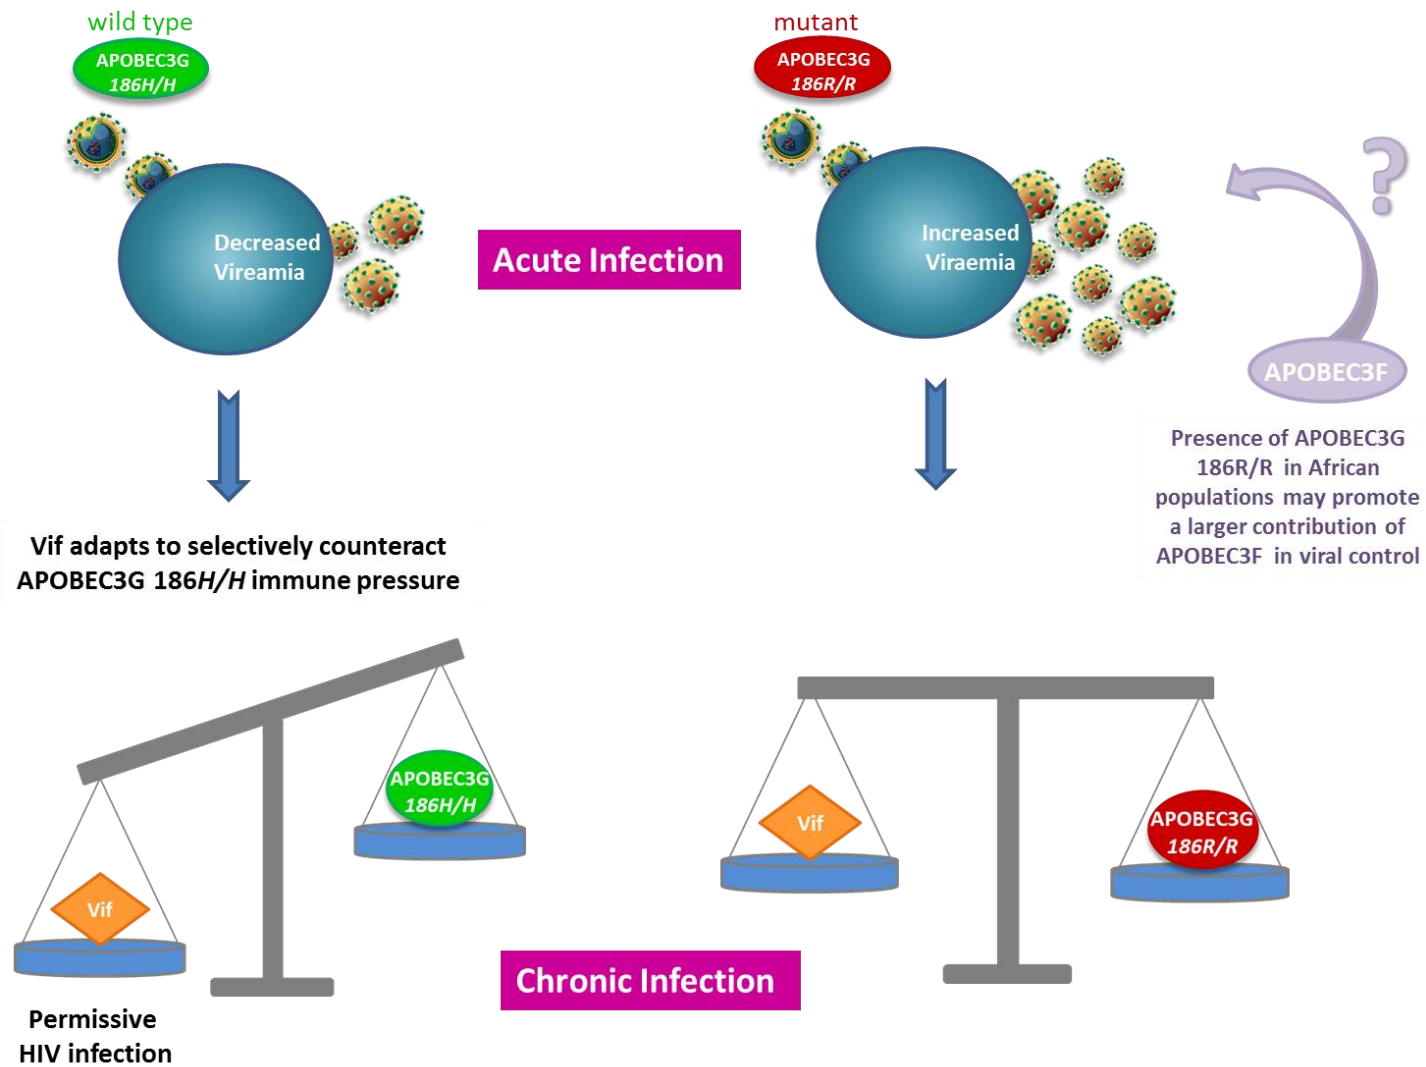 wild type
APOBEC3G
186H/H
mutant
APOBEC3G
186R/R
Decreased
Vireamia
Acute Infection
Increased
Viraemia
?
APOBEC3F
Presence of APOBEC3G
186R/R in African
populations may promote
a larger contribution of
APOBEC3F in viral control
Vif adapts to selectively counteract
APOBEC3G 186H/H immune pressure
APOBEC3G
186H/H
Vif
Vif
APOBEC3G
186R/R
Chronic Infection
Permissive
HIV infection